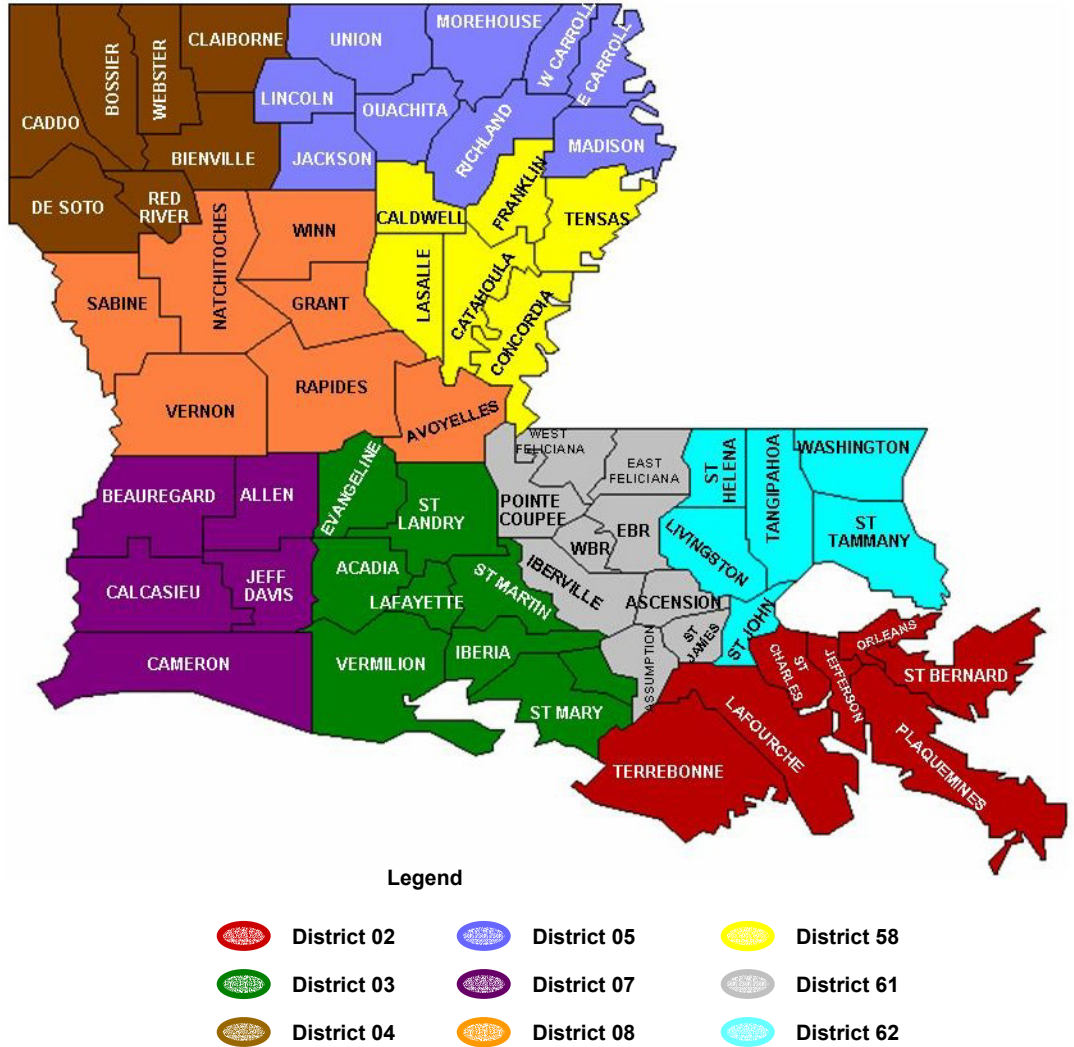 CLAIBORNE
UNION
MOREHOUSE
W CARROLL
E CARROLL
BOSSIER
WEBSTER
CADDO
LINCOLN
OUACHITA
RICHLAND
MADISON
BIENVILLE
JACKSON
FRANKLIN
DE SOTO
RED
RIVER
NATCHITOCHES
WINN
CALDWELL
TENSAS
SABINE
GRANT
LASALLE
CATAHOULA
CONCORDIA
VERNON
RAPIDES
AVOYELLES
WEST
FELICIANA
EAST
FELICIANA
ST
HELENA
TANGIPAHOA
WASHINGTON
BEAUREGARD
ALLEN
EVANGELINE
ST
LANDRY
POINTE
COUPEE
EBR
WBR
LIVINGSTON
ST
TAMMANY
CALCASIEU
JEFF
DAVIS
ACADIA
LAFAYETTE
ST MARTIN
IBERVILLE
ASCENSION
ST
JAMES
ST JOHN
CAMERON
VERMILION
IBERIA
ASSUMPTION
ST MARY
ST
CHARLES
JEFFERSON
ORLEANS
ST BERNARD
TERREBONNE
LAFOURCHE
PLAQUEMINES
Legend
District 02
District 05
District 58
District 03
District 07
District 61
District 04
District 08
District 62